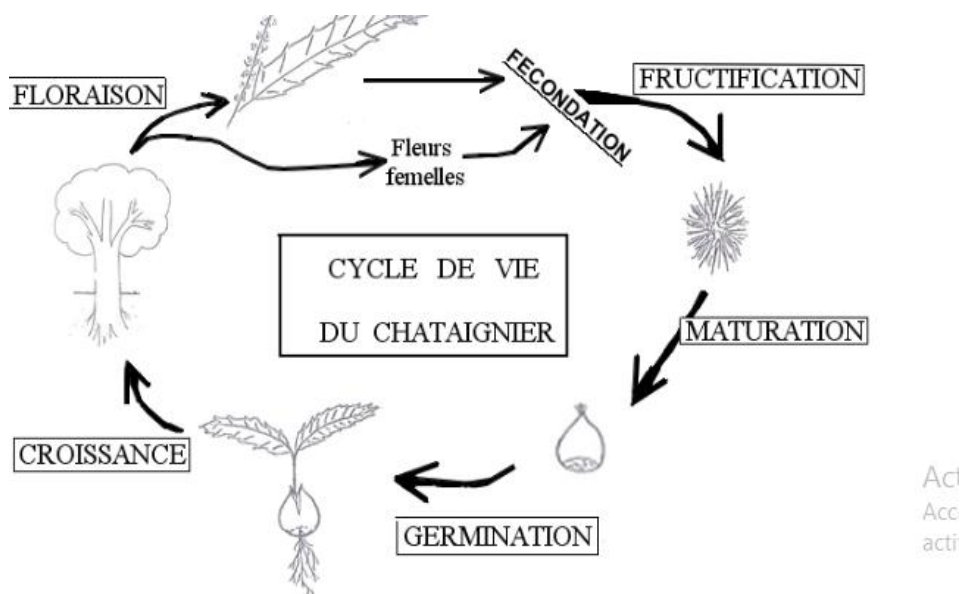 FLORAISON
FECONDATION
FRUCTIFICATION
Fleurs
femelles
CYCLE DE VIE
DU CHATAIGNIER
MATURATION
CROISSANCE
GERMINATION